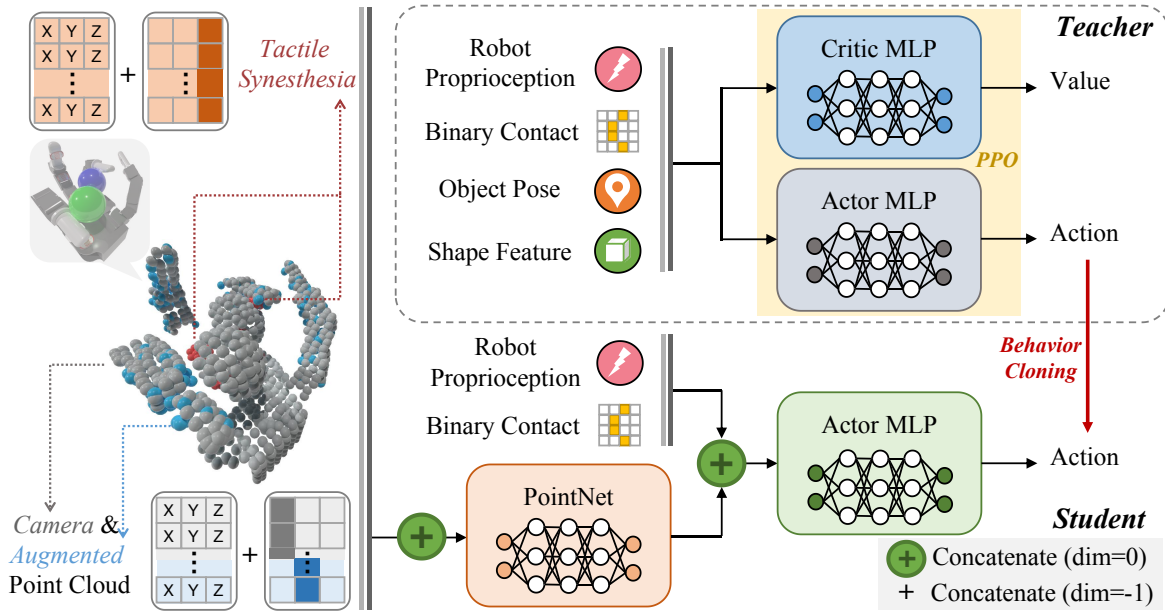 X Y Z
X Y Z
X Y Z
+
Tactile
Synesthesia
Camera &
Augmented
Point Cloud
X Y Z
X Y Z
X Y Z
+
Teacher
Robot
Proprioception
Binary Contact
Object Pose
Shape Feature
Critic MLP
Value
PPO
Actor MLP
Action
Behavior
Cloning
Robot
Proprioception
Binary Contact
+
PointNet
+
Actor MLP
Action
Student
+ Concatenate (dim=0)
+ Concatenate (dim=-1)